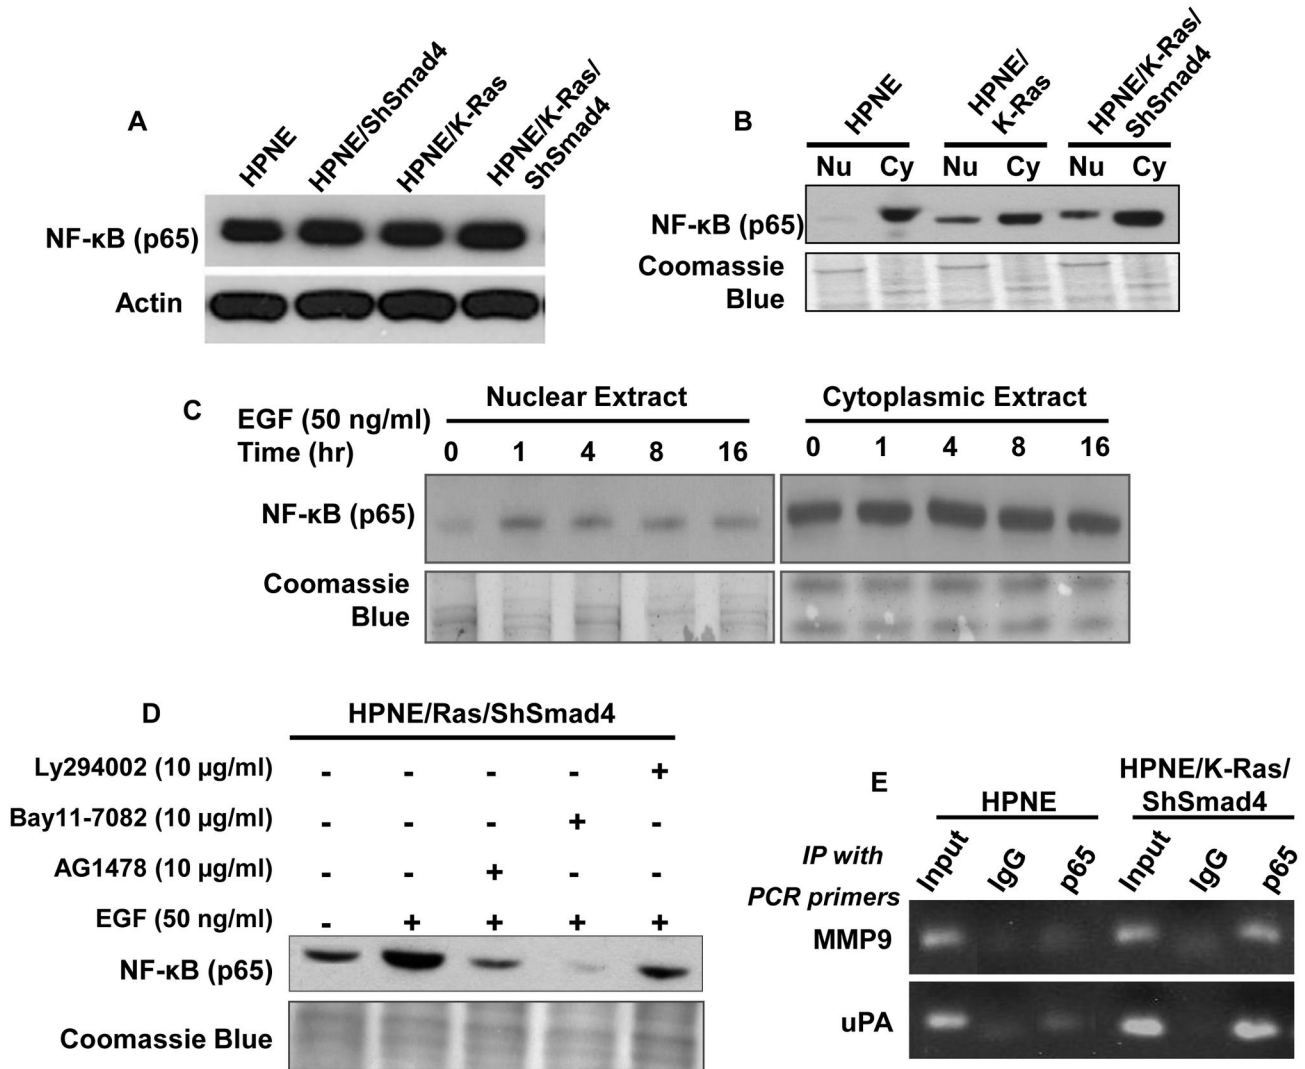 A
HPNE
HPNE/ShSmad4
HPNE/K-Ras
HPNE/K-Ras/
ShSmad4
NF-κB (p65)
Actin
B
HPNE
HPNE/
K-Ras
HPNE/K-Ras/
ShSmad4
Nu Cy Nu Cy Nu Cy
NF-κB (p65)
Coomassie
Blue
C
Nuclear Extract
Cytoplasmic Extract
EGF (50 ng/ml)
Time (hr) 0 1 4 8 16 0 1 4 8 16
NF-κB (p65)
Coomassie
Blue
D
HPNE/Ras/ShSmad4
Ly294002 (10 µg/ml) - - - - +
Bay11-7082 (10 µg/ml) - - - + -
AG1478 (10 µg/ml) - - + - -
EGF (50 ng/ml) - + + + +
NF-κB (p65)
Coomassie Blue
E
HPNE
HPNE/K-Ras/
ShSmad4
IP with
PCR primers
Input IgG p65 Input IgG p65
MMP9
uPA